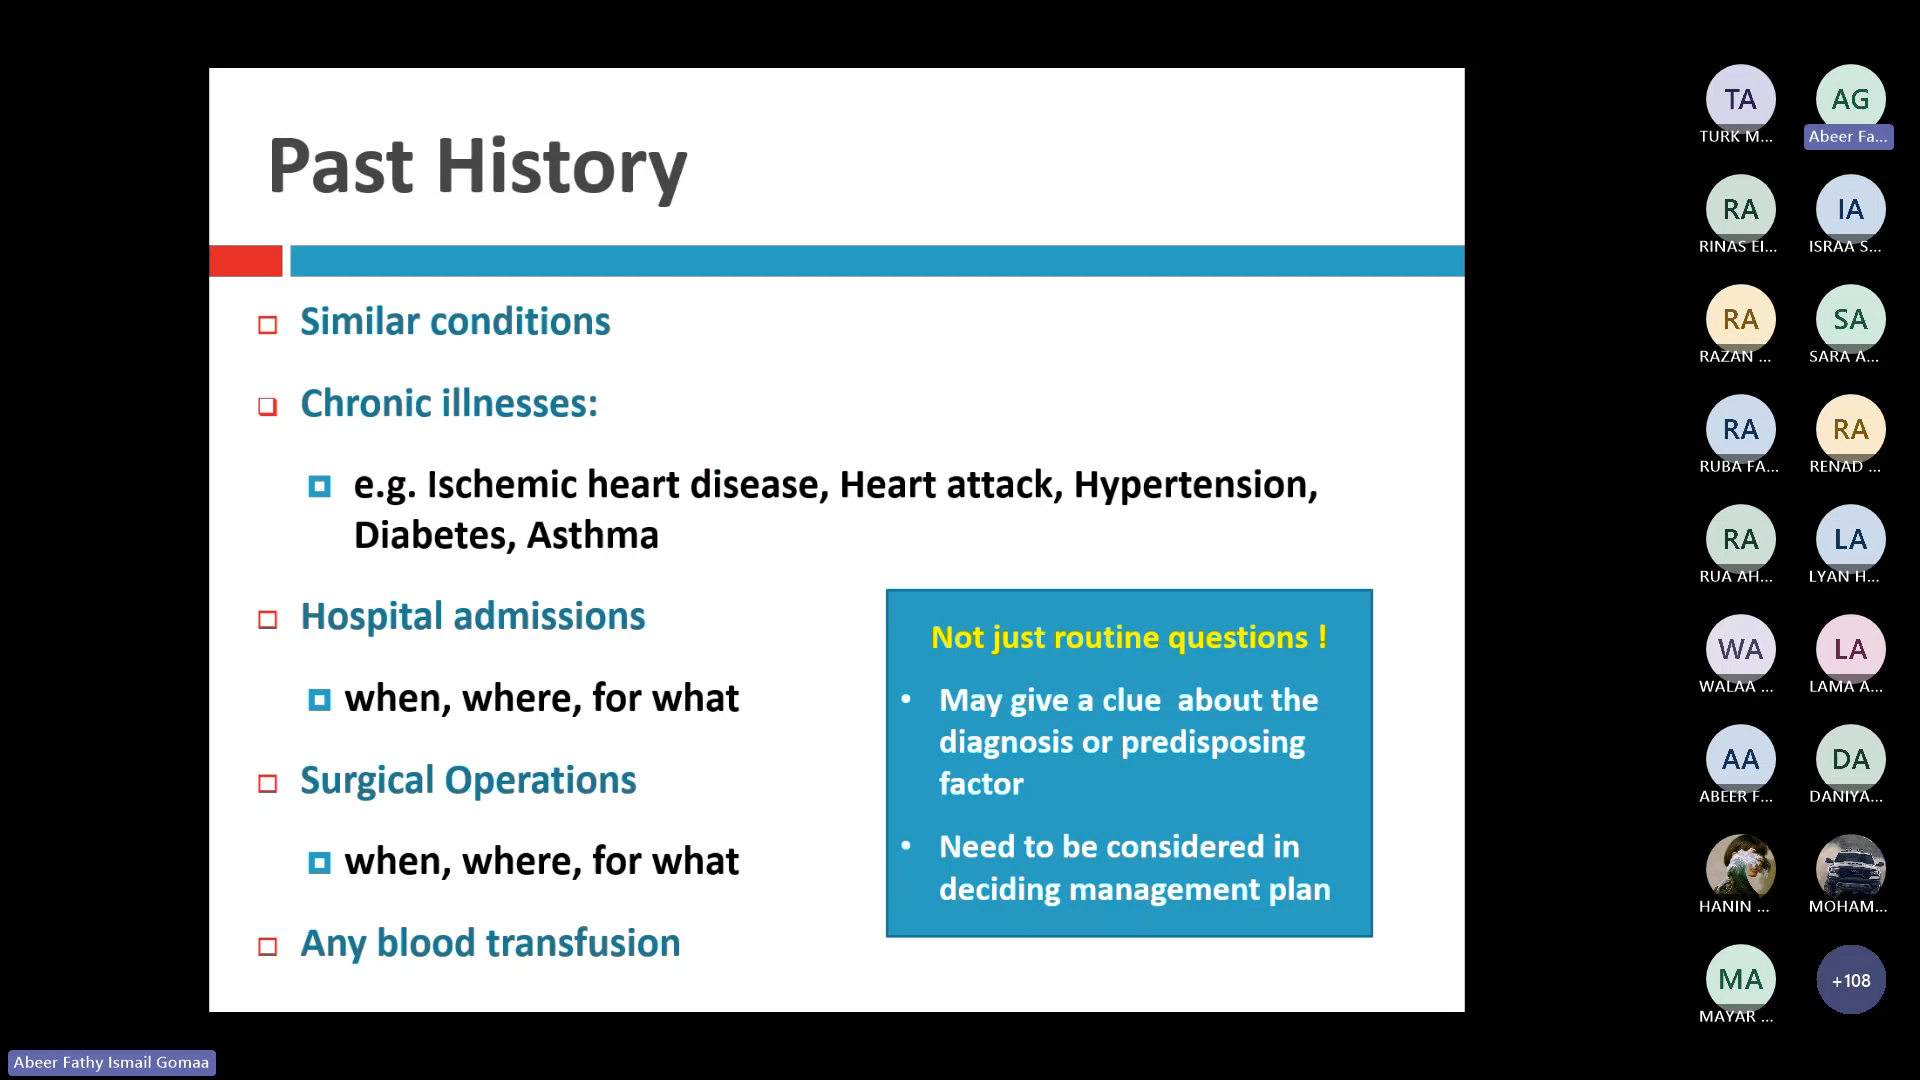 Past History
Similar conditions
Chronic illnesses:
e.g. Ischemic heart disease, Heart attack, Hypertension,
Diabetes, Asthma
Hospital admissions
when, where, for what
Surgical Operations
when, where, for what
Any blood transfusion
Not just routine questions !
• May give a clue about the
diagnosis or predisposing
factor
• Need to be considered in
deciding management plan
TA
TURK M...
AG
Abeer Fa...
RA
RINAS EI...
IA
ISRAA S...
RA
RAZAN ...
SA
SARA A...
RA
RUBA FA...
RA
RENAD ...
RA
RUA AH...
LA
LYAN H...
WA
WALAA ...
LA
LAMA A...
AA
ABEER F...
DA
DANIYA...
HANIN ...
MOHAM...
MA
MAYAR ...
+108
Abeer Fathy Ismail Gomaa